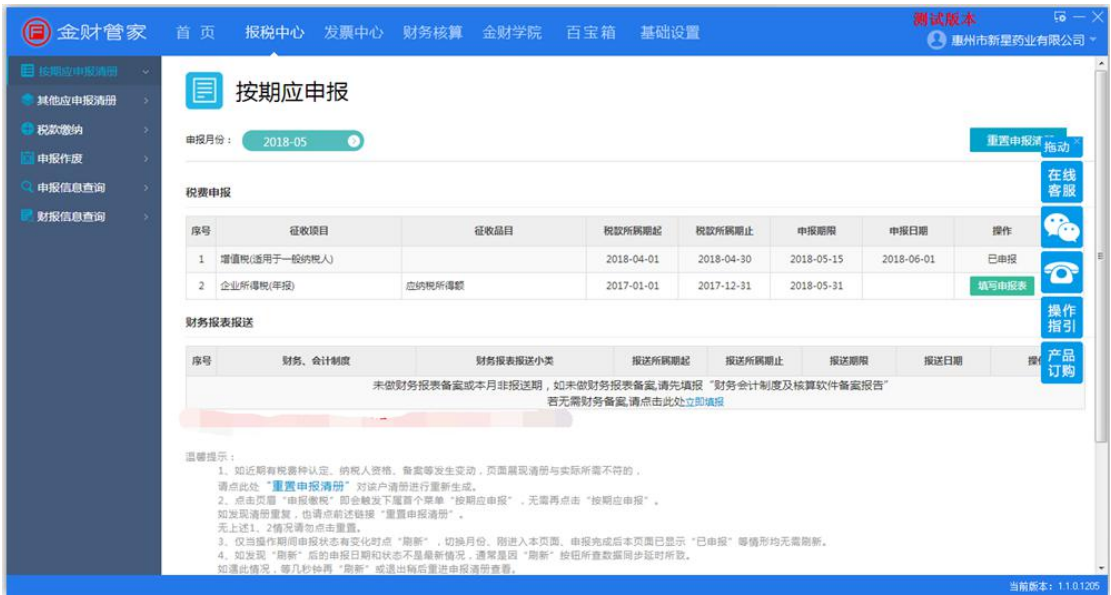 测试版本
金财管家 首 页 报税中心 发票中心 财务核算 金财学院 百宝箱 基础设置
惠州市新星药业有限公司
按期应申报清册
其他应申报清册
税款缴纳
申报作废
申报信息查询
财报信息查询
按期应申报
申报月份： 2018-05
重置申报清
拖动
在线
客服
操作
指引
产品
订购
税费申报
序号 征收项目 征收品目 税款所属期起 税款所属期止 申报期限 申报日期 操作
1 增值税(适用于一般纳税人) 2018-04-01 2018-04-30 2018-05-15 2018-06-01 已申报
2 企业所得税(年报) 应纳税所得额 2017-01-01 2017-12-31 2018-05-31 填写申报表
财务报表报送
序号 财务、会计制度 财务报表报送小类 报送所属期起 报送所属期止 报送期限 报送日期
未做财务报表备案或本月非报送期，如未做财务报表备案,请先填报“财务会计制度及核算软件备案报告”
若无需财务备案,请点击此处立即填报
温馨提示：
1、如近期有税费种认定、纳税人资格、备案等发生变动，页面展现清册与实际所需不符的，
请点此处“重置申报清册”对该户清册进行重新生成。
2、点击页眉“申报缴税”即会触发下属首个菜单“按期应申报”，无需再点击“按期应申报”。
如发现清册重复，也请点前述链接“重置申报清册”。
无上述1、2情况请勿点击重置。
3、仅当操作期间申报状态有变化时点“刷新”，切换月份、刚进入本页面、申报完成后本页面已显示“已申报”等情形均无需刷新。
4、如发现“刷新”后的申报日期和状态不是最新情况，通常是因“刷新”按钮所查数据同步延时所致。
如遇此情况，等几秒钟再“刷新”或退出稍后重进申报清册查看。
当前版本：1.1.0.1205